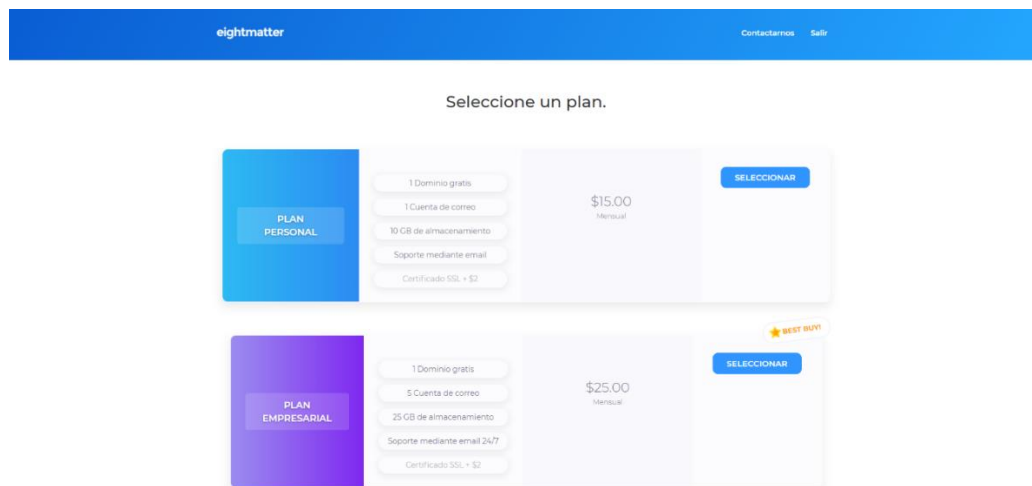 eightmatter
Contactarnos Salir
Seleccione un plan.
PLAN
PERSONAL
1 Dominio gratis
1 Cuenta de correo
10 GB de almacenamiento
Soporte mediante email
Certificado SSL + $2
$15.00
Mensual
SELECCIONAR
BEST BUY!
PLAN
EMPRESARIAL
1 Dominio gratis
5 Cuenta de correo
25 GB de almacenamiento
Soporte mediante email 24/7
Certificado SSL + $2
$25.00
Mensual
SELECCIONAR